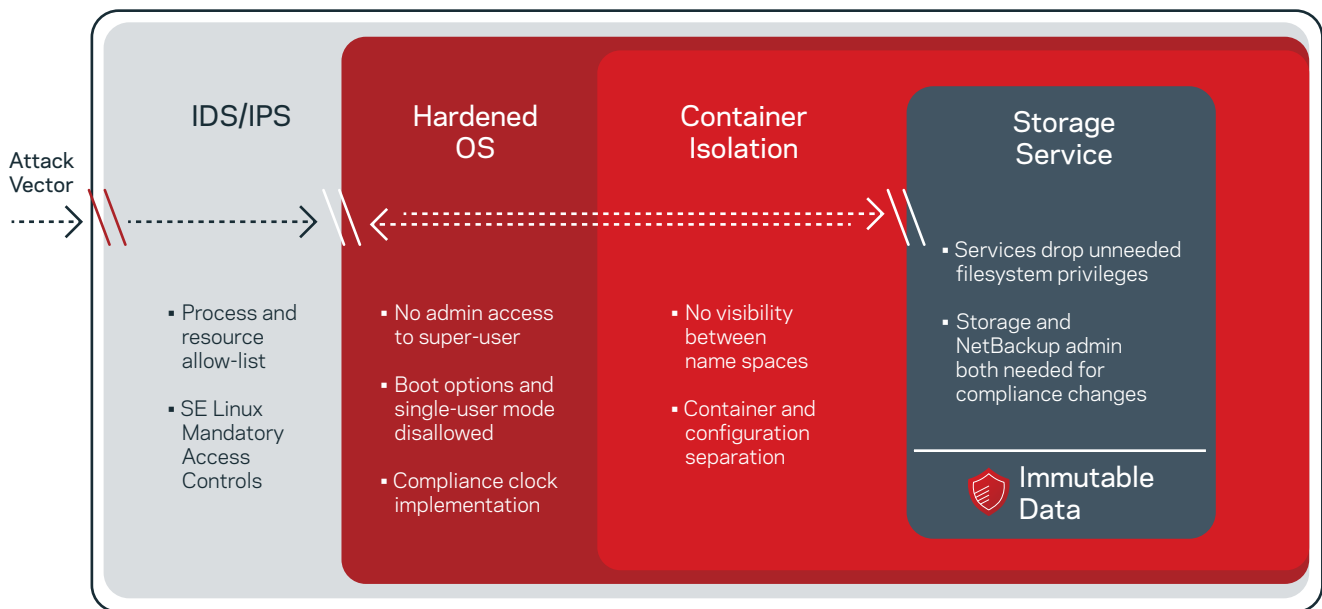 Attack
Vector
IDS/IPS
▪ Process and
resource
allow-list
▪ SE Linux
Mandatory
Access
Controls
Hardened
OS
▪ No admin access
to super-user
▪ Boot options and
single-user mode
disallowed
▪ Compliance clock
implementation
Container
Isolation
▪ No visibility
between
name spaces
▪ Container and
configuration
separation
Storage
Service
▪ Services drop unneeded
filesystem privileges
▪ Storage and
NetBackup admin
both needed for
compliance changes
Immutable
Data